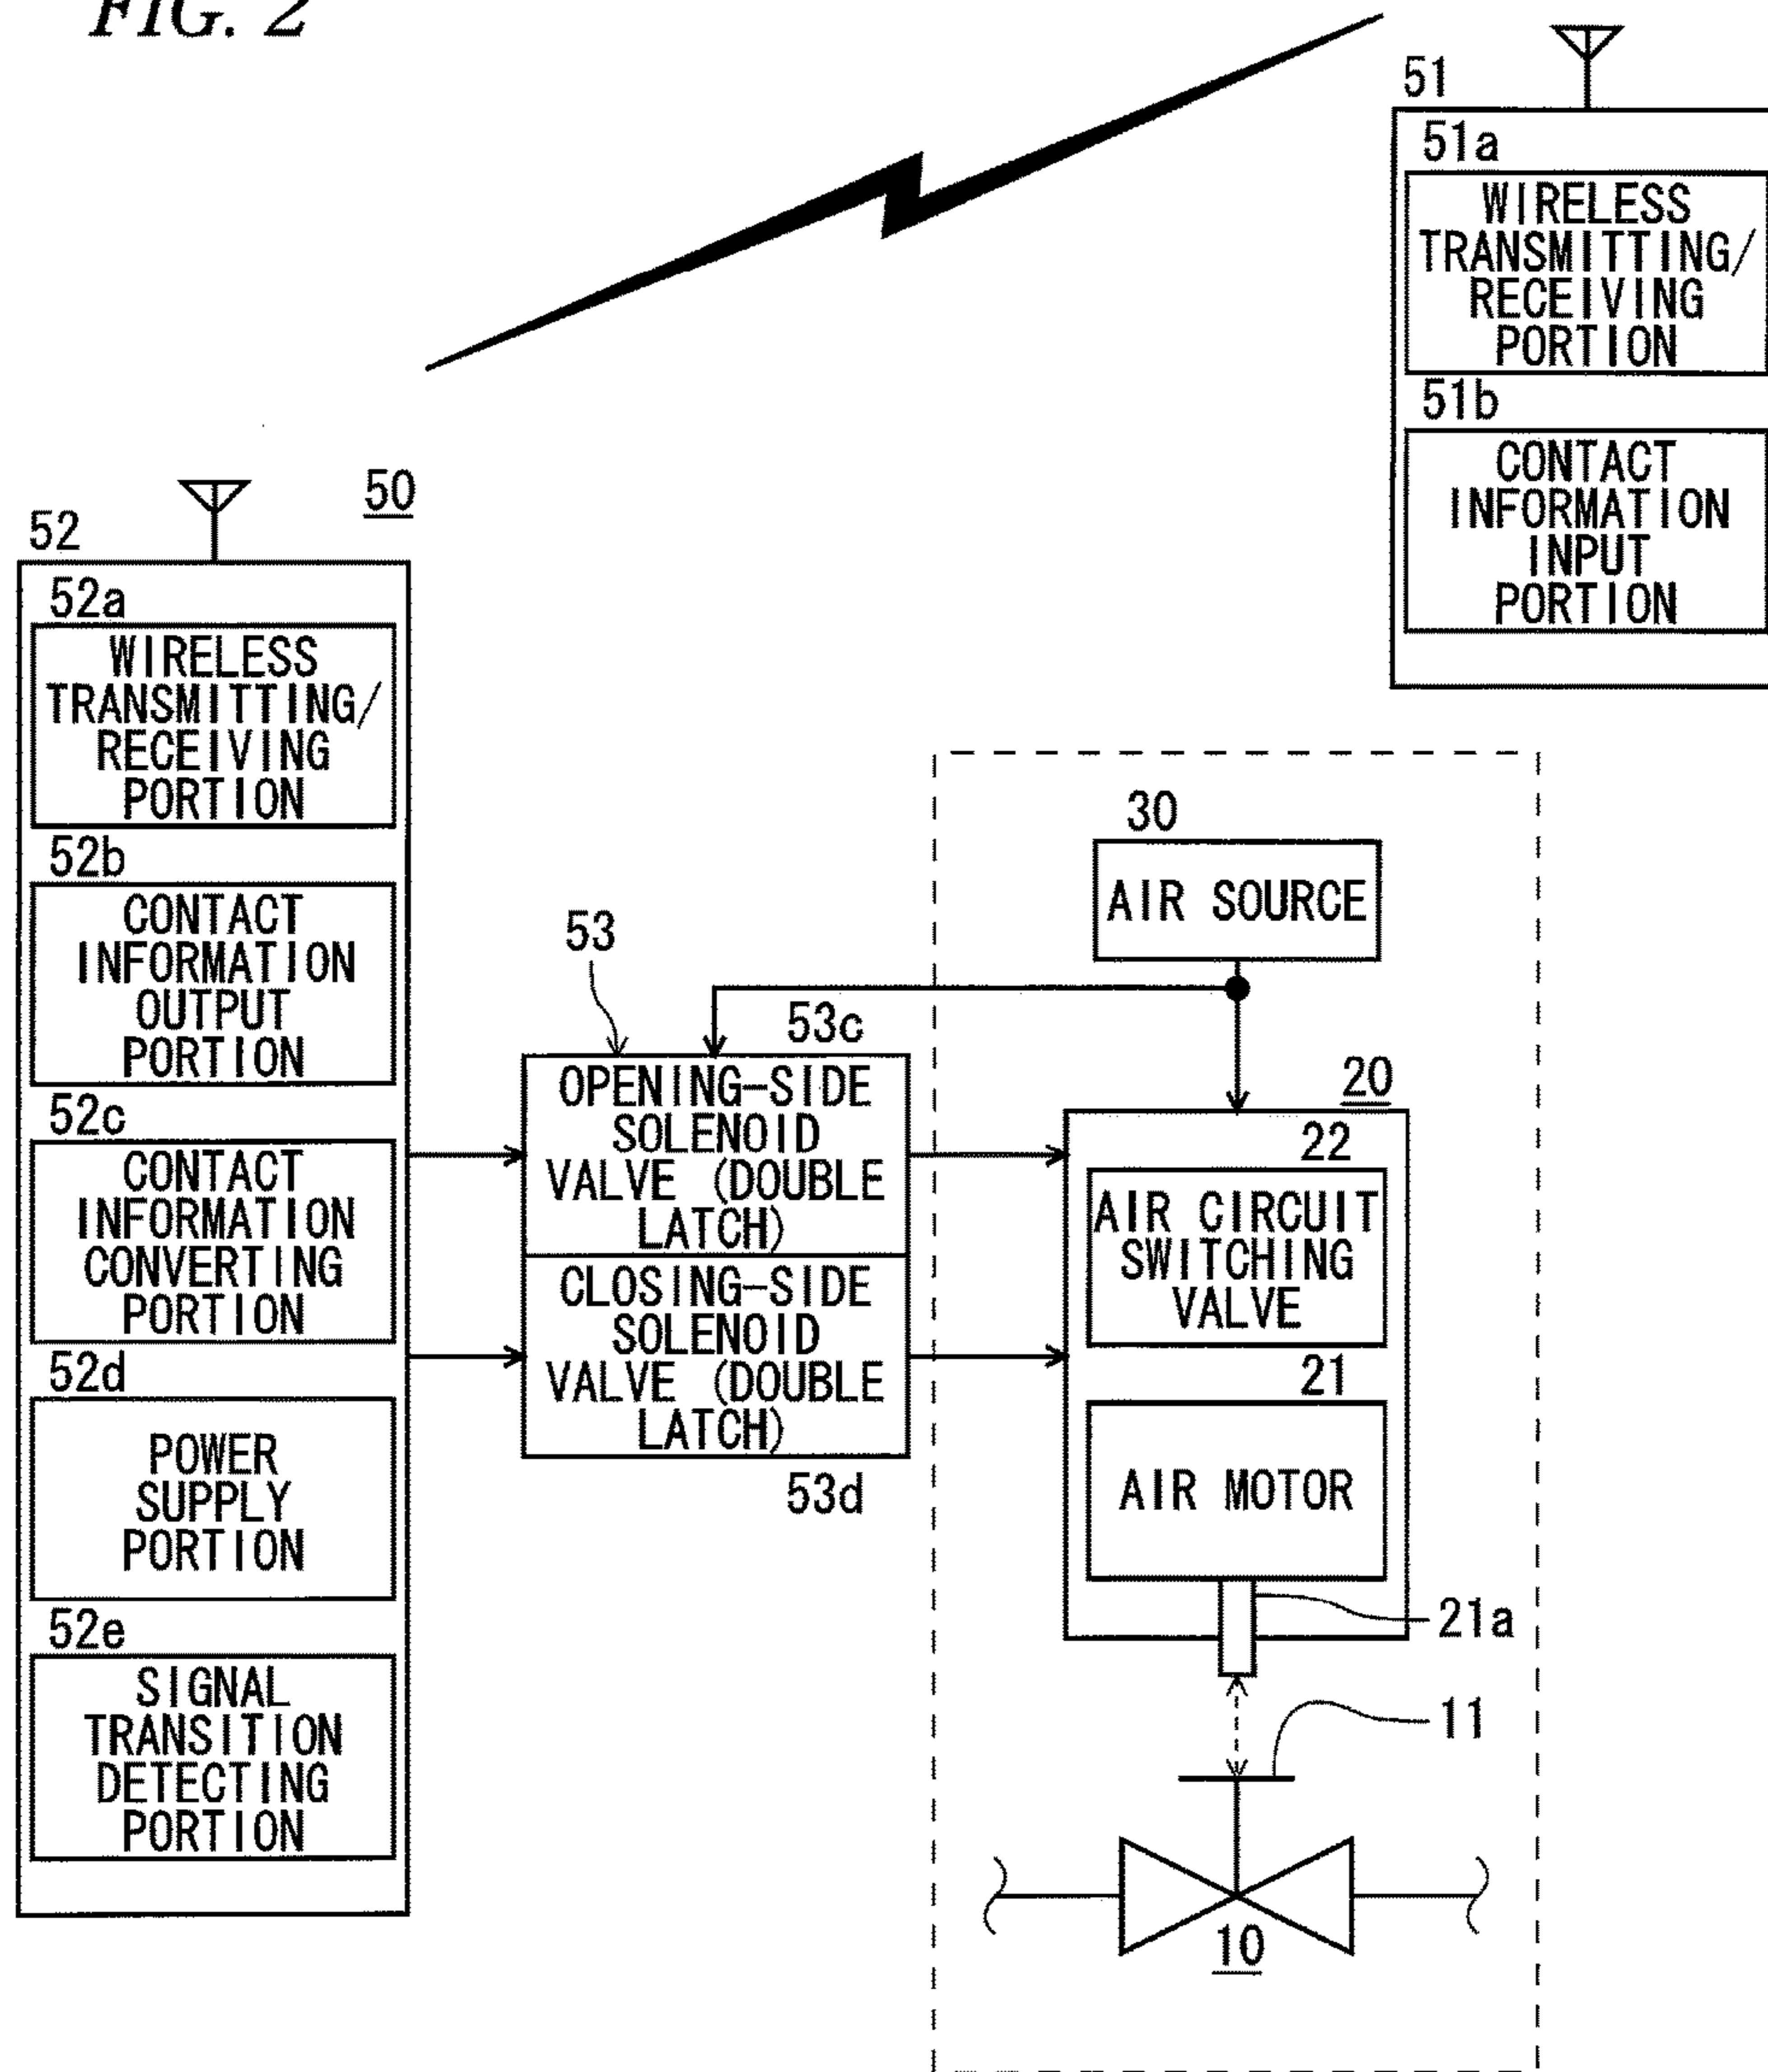 FIG. 2
51
51a
WIRELESS
TRANSMITTING/
RECEIVING
PORTION
51b
CONTACT
INFORMATION
INPUT
PORTION
50
52
52a
WIRELESS
TRANSMITTING/
RECEIVING
PORTION
52b
CONTACT
INFORMATION
OUTPUT
PORTION
52c
CONTACT
INFORMATION
CONVERTING
PORTION
52d
POWER
SUPPLY
PORTION
52e
SIGNAL
TRANSITION
DETECTING
PORTION
53
53c
OPENING-SIDE
SOLENOID
VALVE (DOUBLE
LATCH)
CLOSING-SIDE
SOLENOID
VALVE (DOUBLE
LATCH)
53d
30
AIR SOURCE
20
22
AIR CIRCUIT
SWITCHING
VALVE
21
AIR MOTOR
21a
11
10